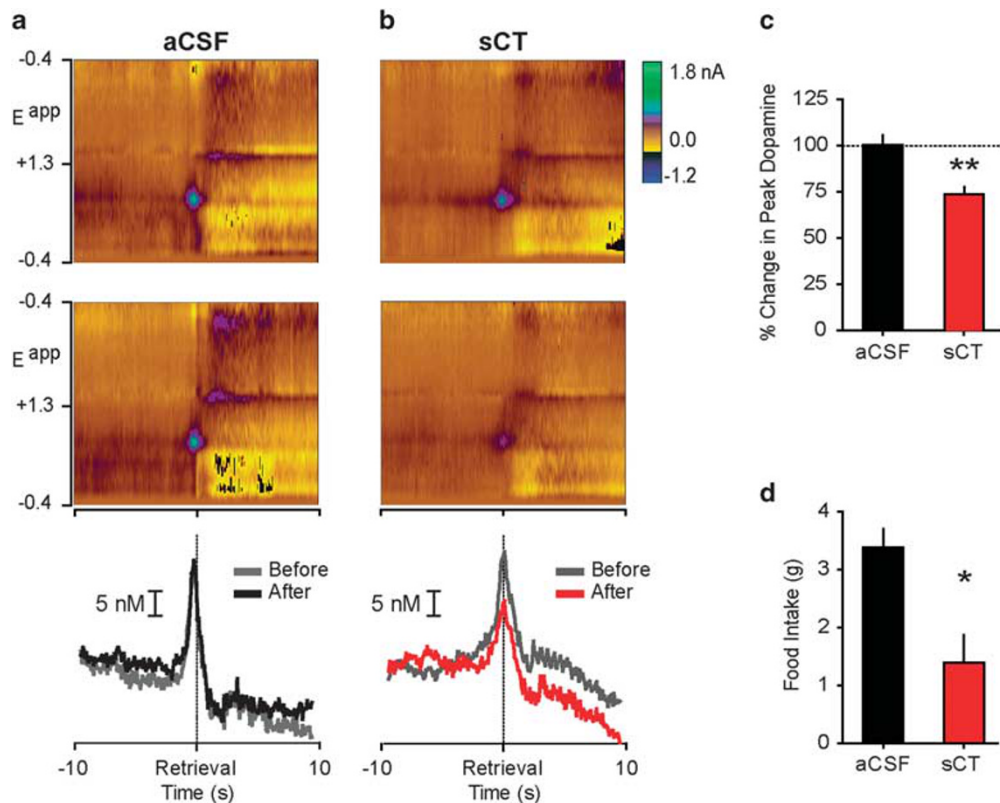 a
aCSF
-0.4
E app
+1.3
-0.4
-0.4
E app
+1.3
-0.4
5 nM
Before
After
-10
Retrieval
10
Time (s)
b
sCT
1.8 nA
0.0
-1.2
5 nM
Before
After
-10
Retrieval
10
Time (s)
c
% Change in Peak Dopamine
125
100
75
50
25
0
**
aCSF
sCT
d
Food Intake (g)
4
3
2
1
0
*
aCSF
sCT